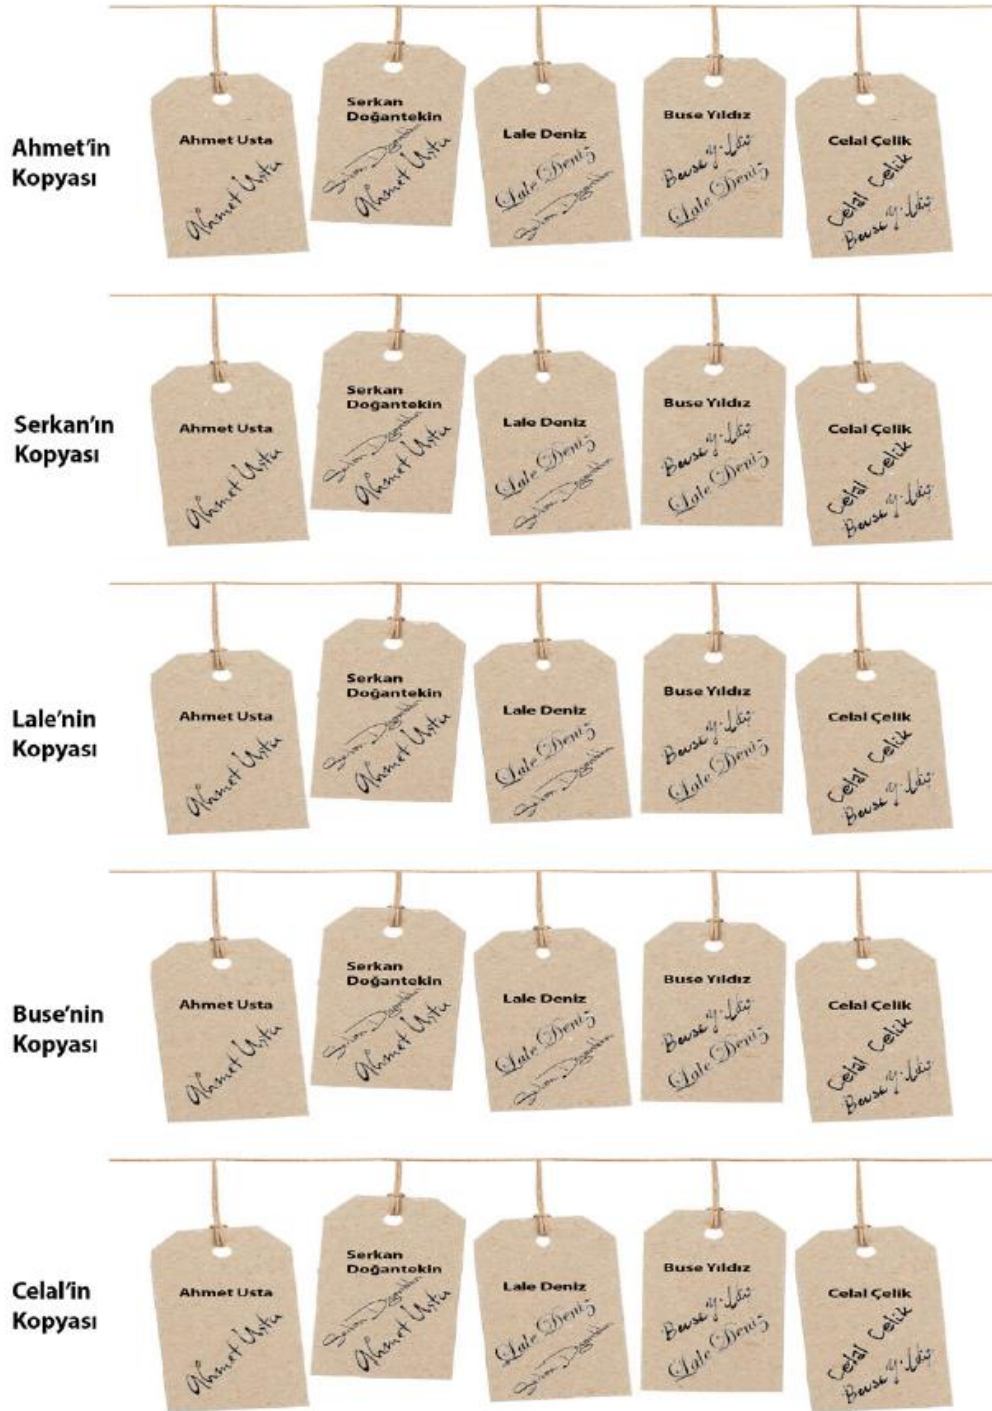 Ahmet'in
Kopyası
Ahmet Usta
Ahmet Usta
Serkan
Doğantekin
Ahmet Usta
Lale Deniz
Lale Deniz
Buse Yıldız
Lale Deniz
Celal Çelik
Celal Çelik
Serkan'ın
Kopyası
Ahmet Usta
Ahmet Usta
Serkan
Doğantekin
Ahmet Usta
Lale Deniz
Lale Deniz
Buse Yıldız
Lale Deniz
Celal Çelik
Celal Çelik
Lale'nin
Kopyası
Ahmet Usta
Ahmet Usta
Serkan
Doğantekin
Ahmet Usta
Lale Deniz
Lale Deniz
Buse Yıldız
Lale Deniz
Celal Çelik
Celal Çelik
Buse'nin
Kopyası
Ahmet Usta
Ahmet Usta
Serkan
Doğantekin
Ahmet Usta
Lale Deniz
Lale Deniz
Buse Yıldız
Lale Deniz
Celal Çelik
Celal Çelik
Celal'in
Kopyası
Ahmet Usta
Ahmet Usta
Serkan
Doğantekin
Ahmet Usta
Lale Deniz
Lale Deniz
Buse Yıldız
Lale Deniz
Celal Çelik
Celal Çelik